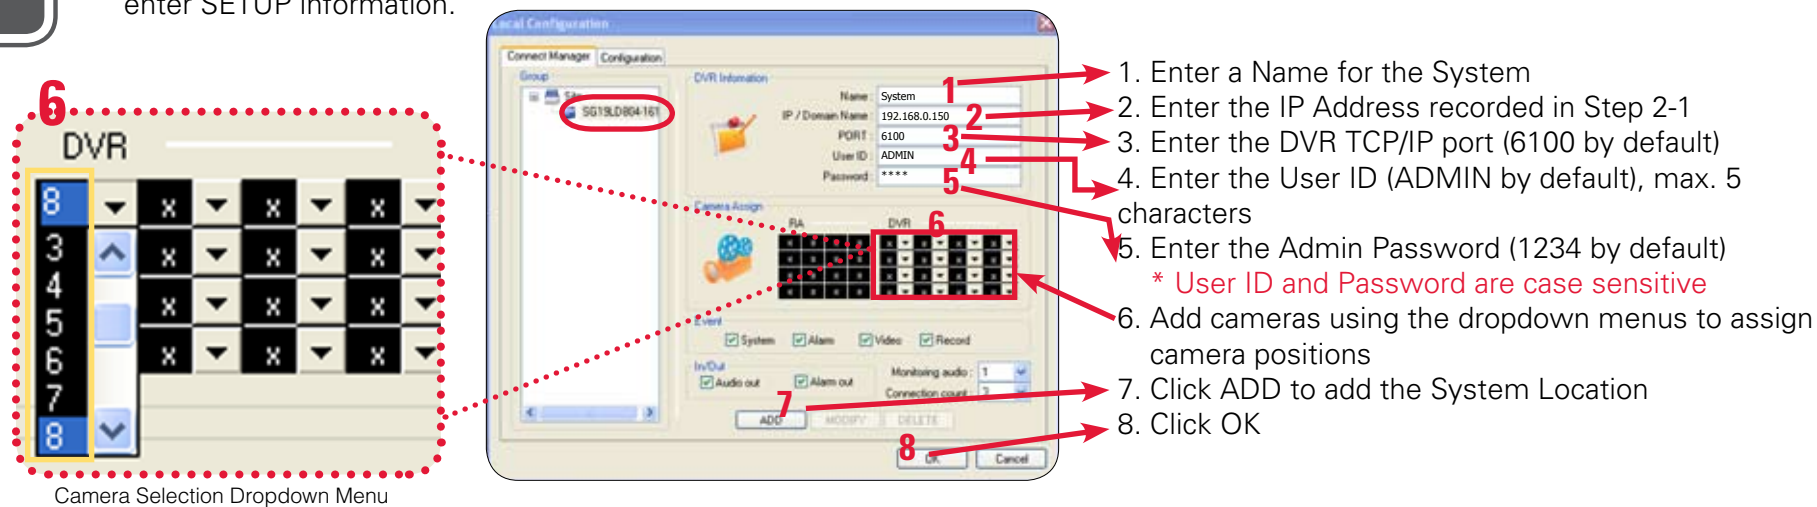 enter SETUP information.
6
DVR
8
x
x
x
3
x
x
x
4
5
x
x
x
6
x
x
x
7
8
Camera Selection Dropdown Menu
Local Configuration
Connect Manager
Configuration
Group
SG19LD804-161
DVR Infomation
Name :
System
1
IP / Domain Name :
192.168.0.150
2
PORT :
6100
3
User ID :
ADMIN
4
Password :
****
5
Camera Assign
RA
DVR
6
Event
System
Alarm
Video
Record
In/Out
Audio out
Alarm out
Monitoring audio :
1
Connection count :
7
ADD
MODIFY
DELETE
8
OK
Cancel
1. Enter a Name for the System
2. Enter the IP Address recorded in Step 2-1
3. Enter the DVR TCP/IP port (6100 by default)
4. Enter the User ID (ADMIN by default), max. 5
characters
5. Enter the Admin Password (1234 by default)
* User ID and Password are case sensitive
6. Add cameras using the dropdown menus to assign
camera positions
7. Click ADD to add the System Location
8. Click OK